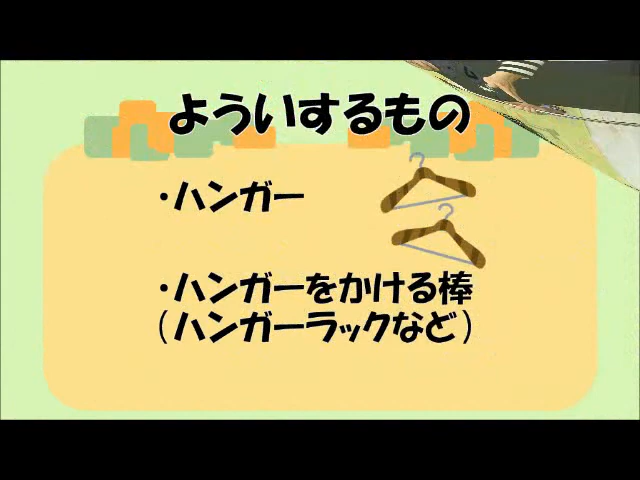 よういするもの
・ハンガー
・ハンガーをかける棒
(ハンガーラックなど)